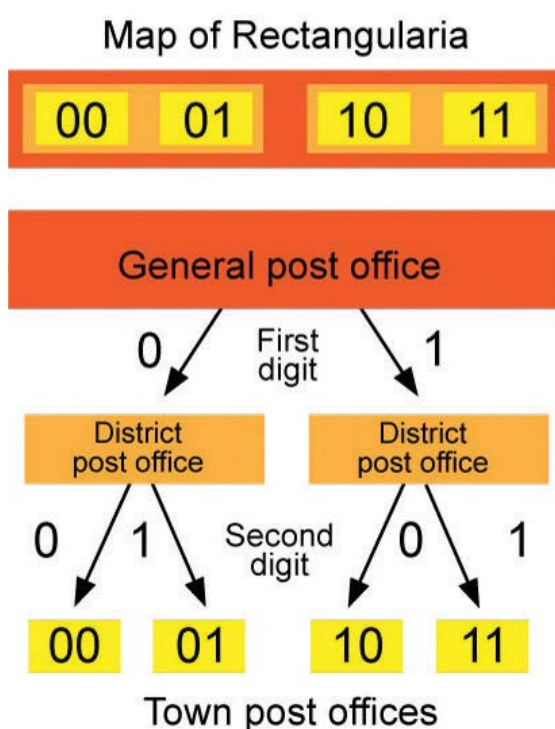 Map of Rectangularia
00 01 10 11
General post office
0 First 1
digit
District District
post office post office
0 1 Second 0 1
digit
00 01 10 11
Town post offices